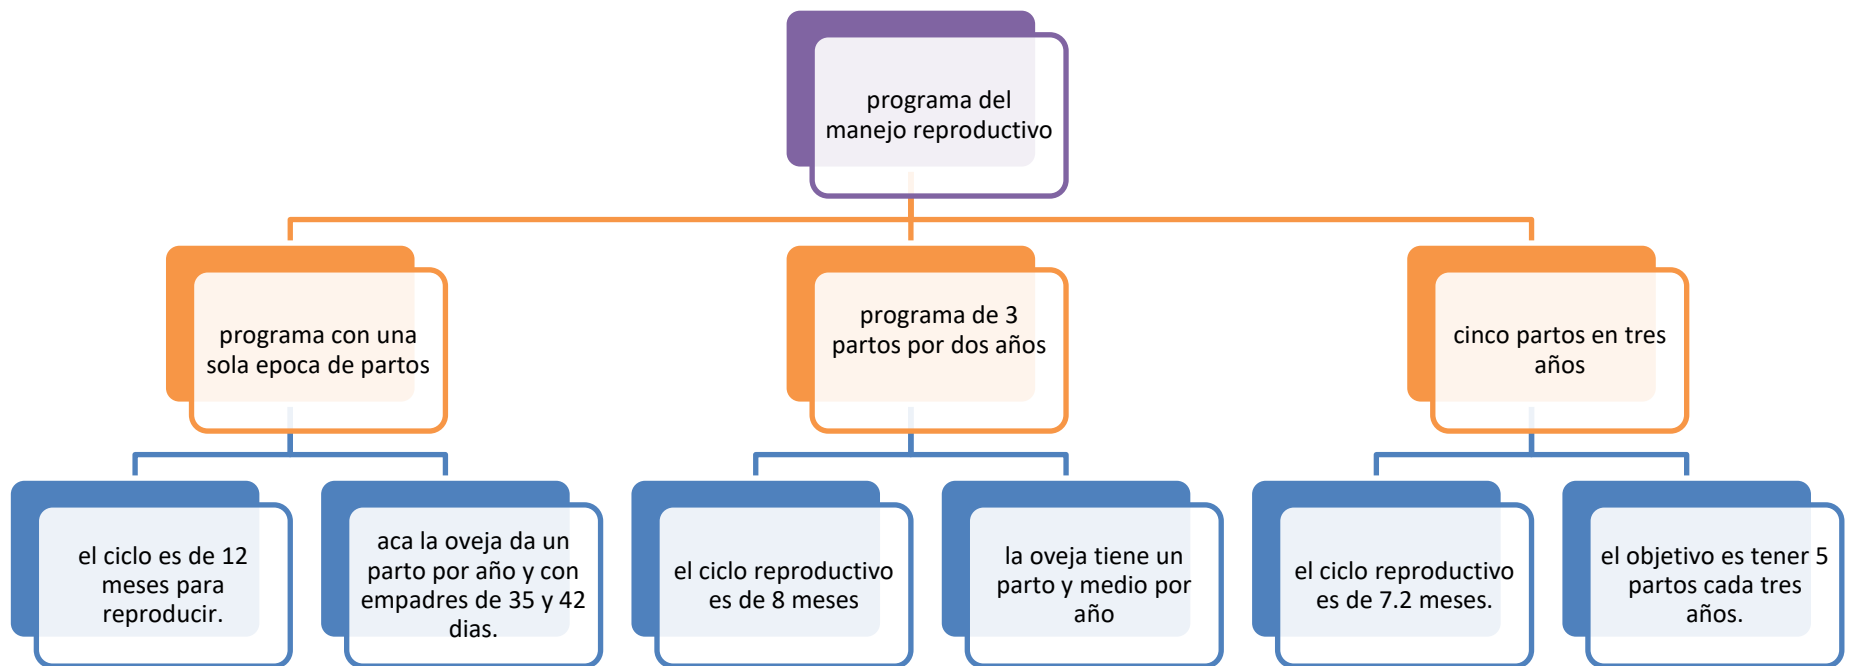 programa del
manejo reproductivo
programa con una
sola epoca de partos
programa de 3
partos por dos años
cinco partos en tres
años
el ciclo es de 12
meses para
reproducir.
aca la oveja da un
parto por año y con
empadres de 35 y 42
dias.
el ciclo reproductivo
es de 8 meses
la oveja tiene un
parto y medio por
año
el ciclo reproductivo
es de 7.2 meses.
el objetivo es tener 5
partos cada tres
años.